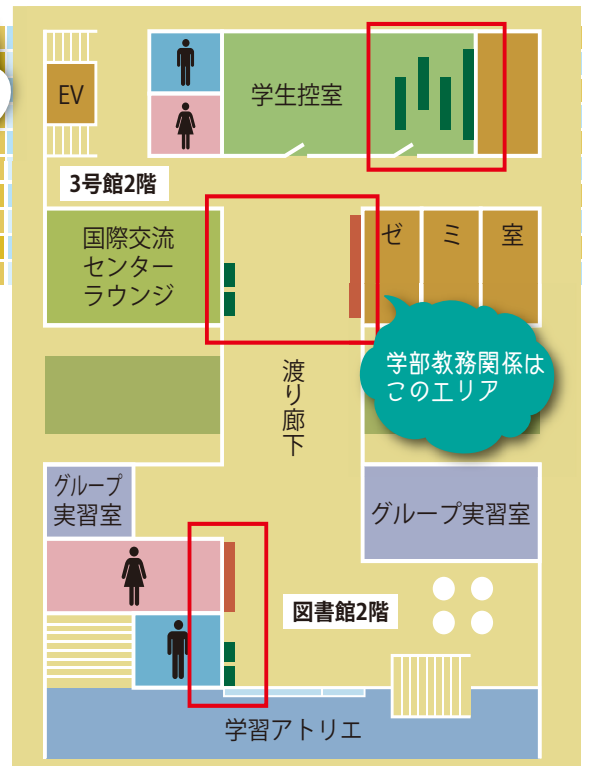 EV
学生控室
3号館2階
国際交流
センター
ラウンジ
ゼミ室
学部教務関係は
このエリア
渡り廊下
グループ
実習室
グループ実習室
図書館2階
学習アトリエ